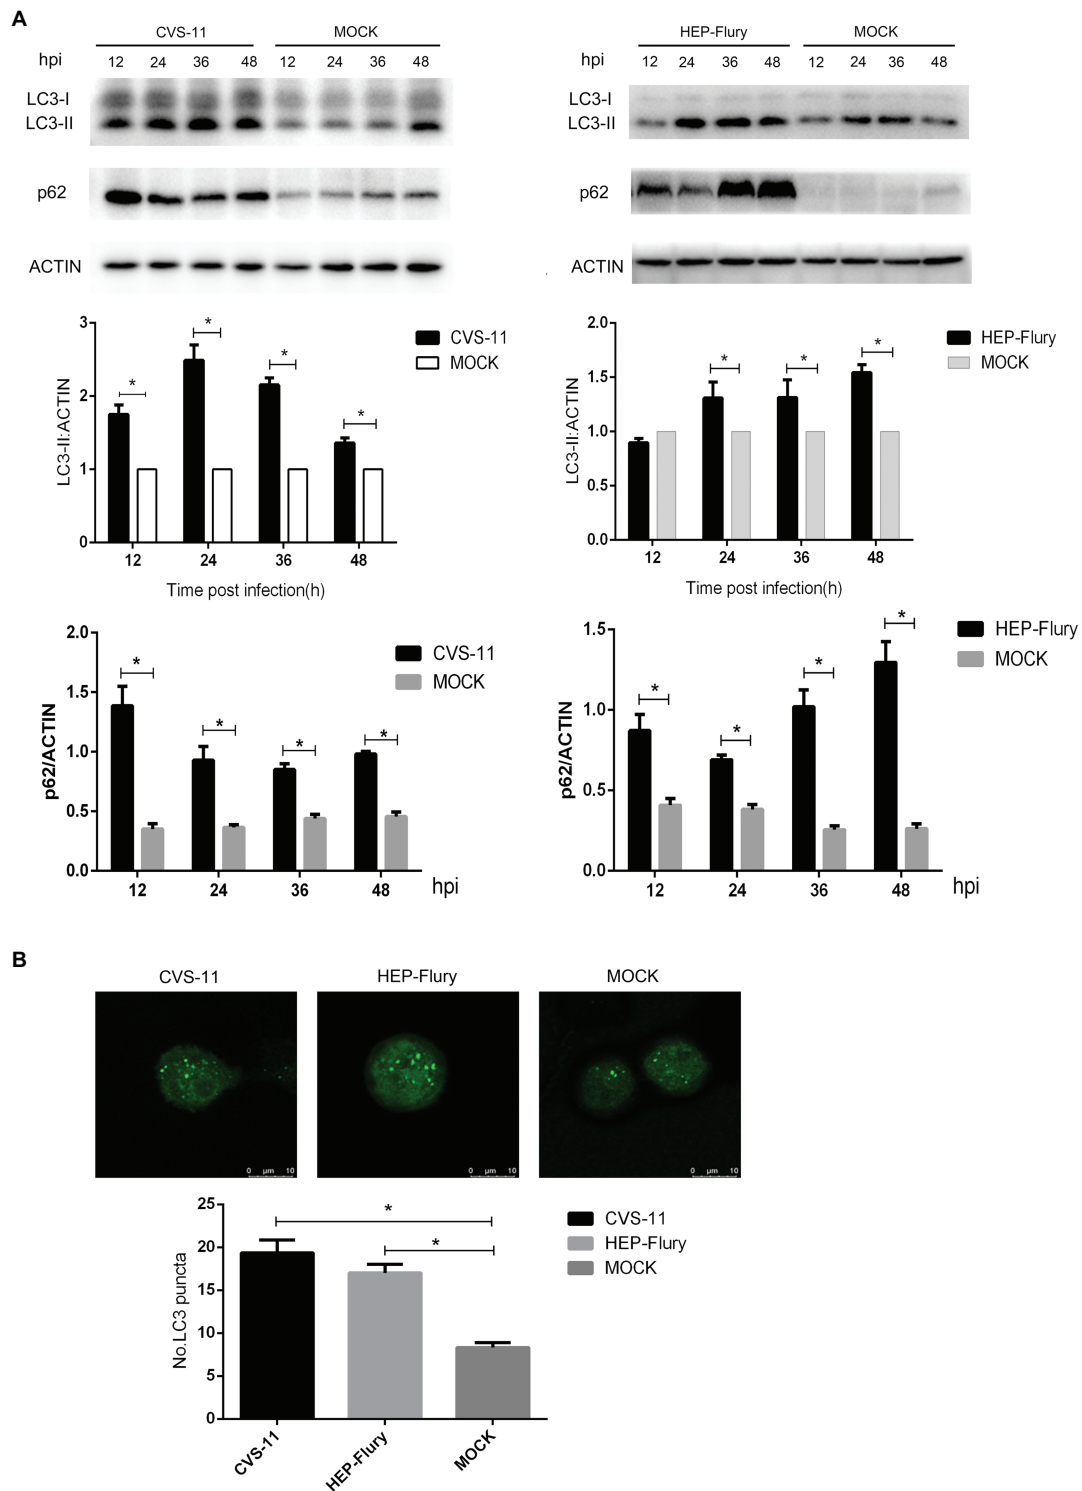 A
CVS-11 MOCK
hpi 12 24 36 48 12 24 36 48
LC3-I
LC3-II
p62
ACTIN
HEP-Flury MOCK
hpi 12 24 36 48 12 24 36 48
LC3-I
LC3-II
p62
ACTIN
3
2
1
0
LC3-II:ACTIN
* * * *
12 24 36 48
Time post infection(h)
CVS-11
MOCK
2.0
1.5
1.0
0.5
0.0
LC3-II:ACTIN
* * *
12 24 36 48
Time post infection(h)
HEP-Flury
MOCK
2.0
1.5
1.0
0.5
0.0
p62/ACTIN
* * * *
12 24 36 48 hpi
CVS-11
MOCK
1.5
1.0
0.5
0.0
p62/ACTIN
* * * *
12 24 36 48 hpi
HEP-Flury
MOCK
B
CVS-11 HEP-Flury MOCK
0 µm 10
0 µm 10
0 µm 10
25
20
15
10
5
0
No.LC3 puncta
*
*
CVS-11 HEP-Flury MOCK
CVS-11
HEP-Flury
MOCK